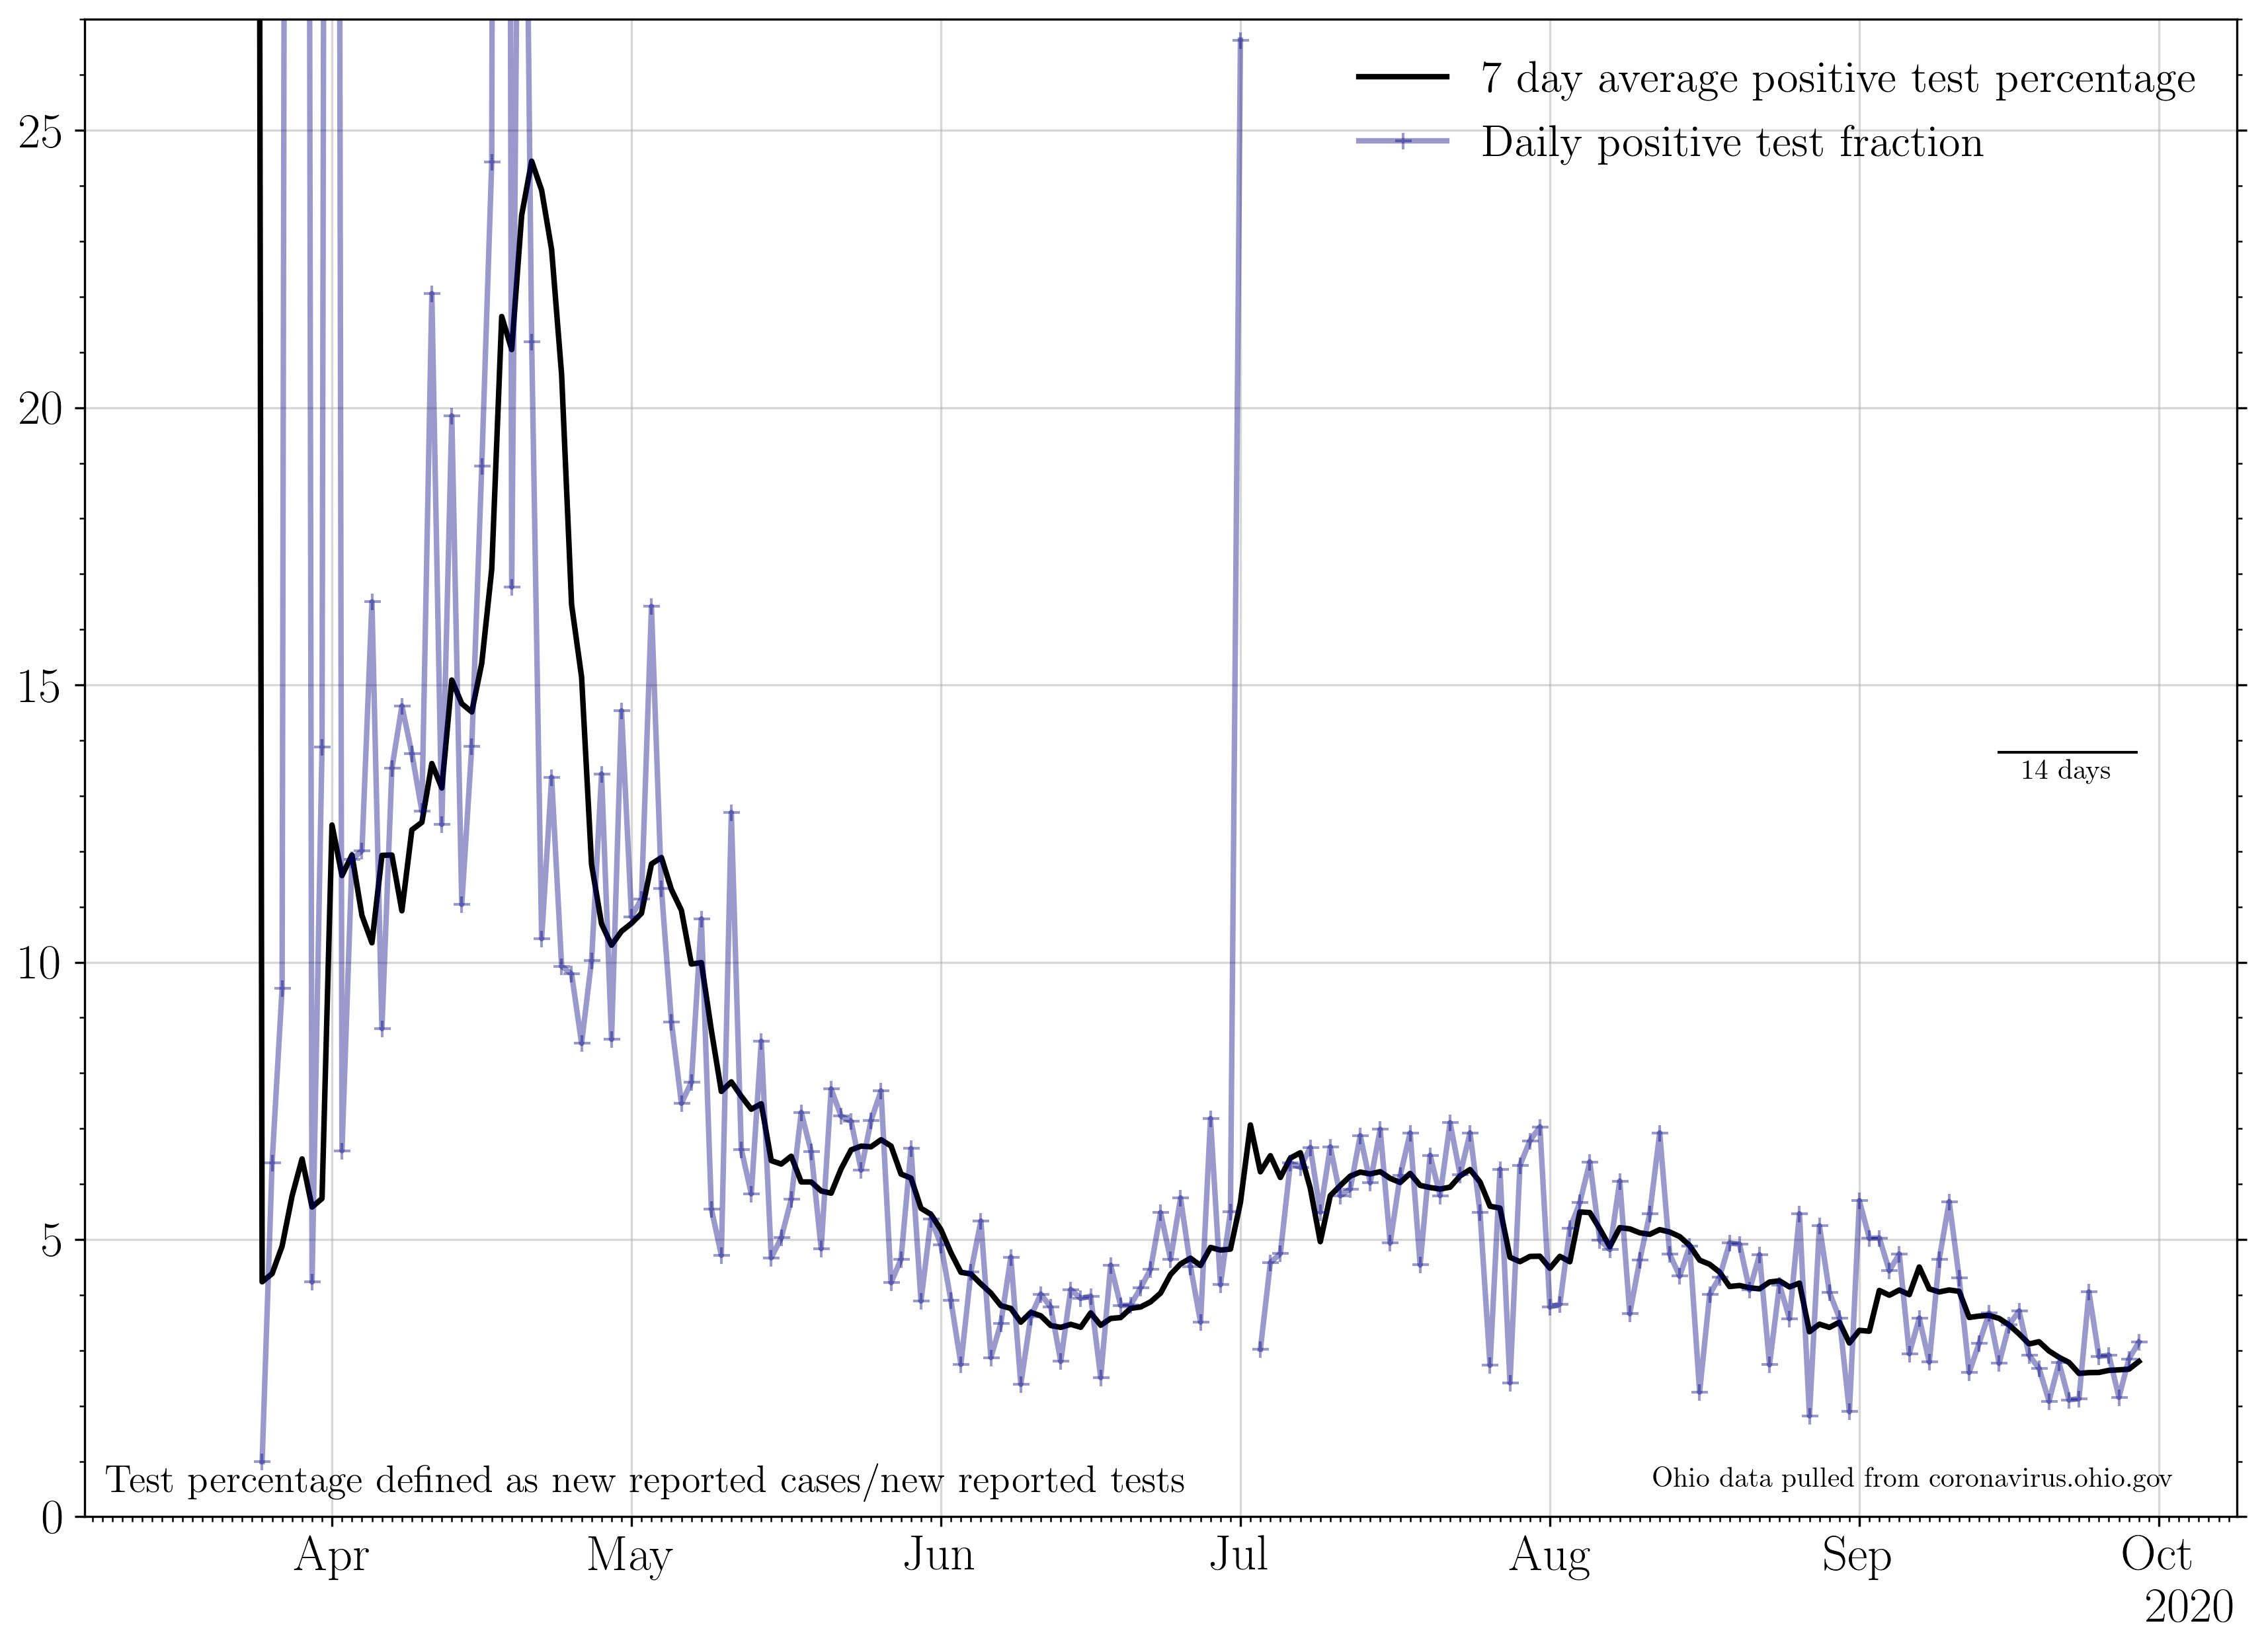 7 day average positive test percentage
Daily positive test fraction
25
20
15
14 days
10
5
Test percentage defined as new reported cases/new reported tests
Ohio data pulled from coronavirus.ohio.gov
0
Apr May Jun Jul Aug Sep Oct
2020